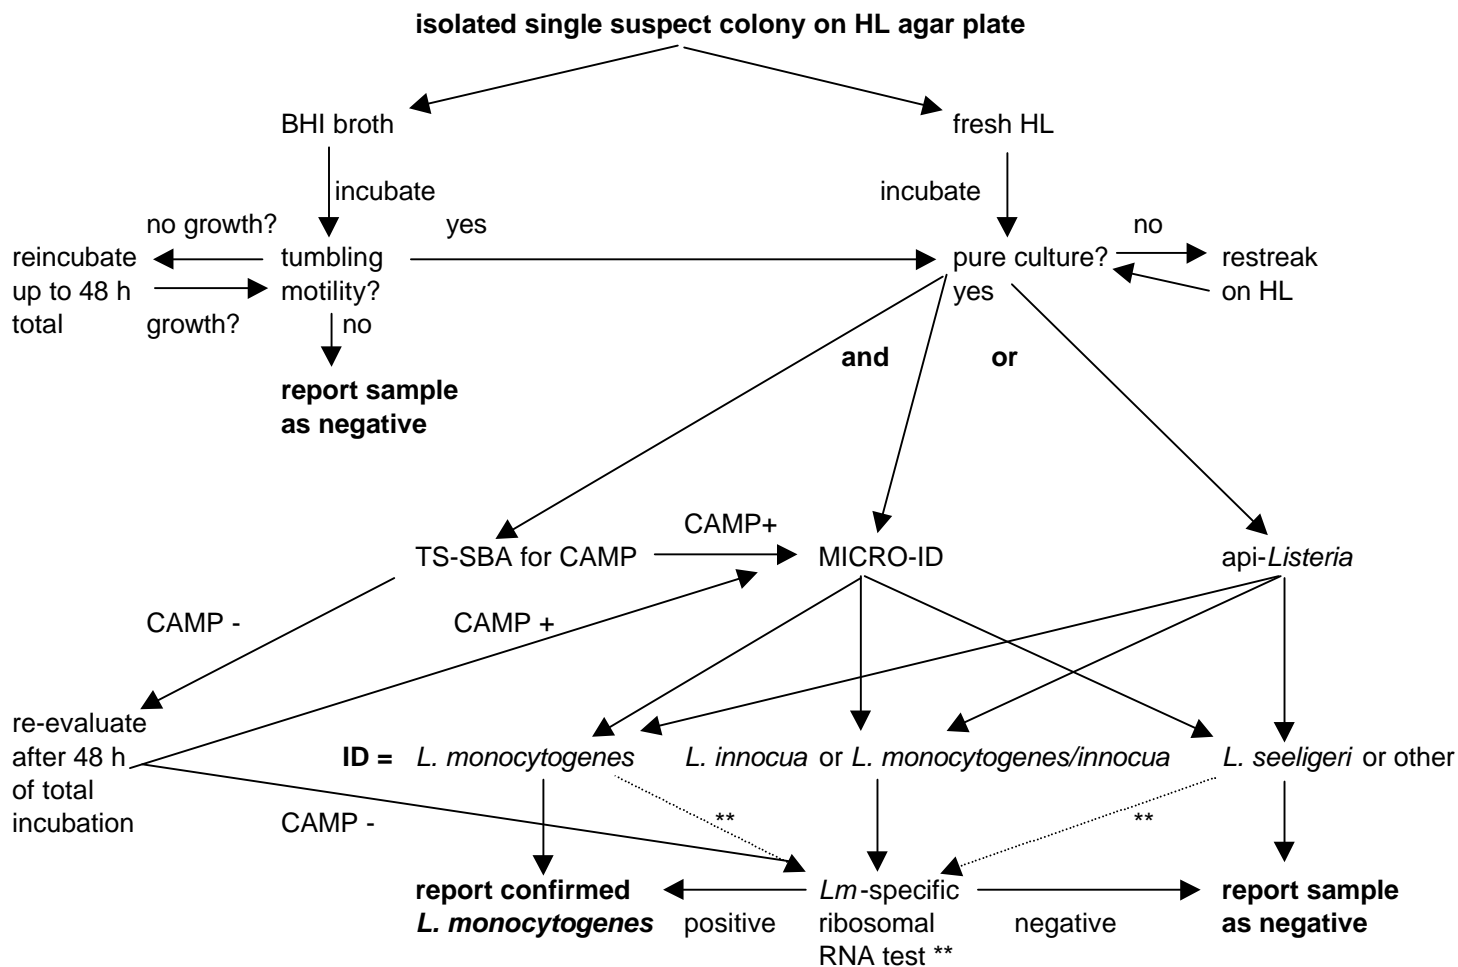 isolated single suspect colony on HL agar plate
BHI broth
fresh HL
incubate
incubate
no growth?
yes
no
reincubate
up to 48 h
total
tumbling
motility?
pure culture?
yes
restreak
on HL
growth?
no
and
or
report sample
as negative
CAMP+
TS-SBA for CAMP
MICRO-ID
api-Listeria
CAMP -
CAMP +
re-evaluate
after 48 h
of total
incubation
ID = L. monocytogenes
L. innocua or L. monocytogenes/innocua
L. seeligeri or other
CAMP -
**
**
report confirmed
L. monocytogenes
positive
Lm-specific
ribosomal
RNA test **
negative
report sample
as negative